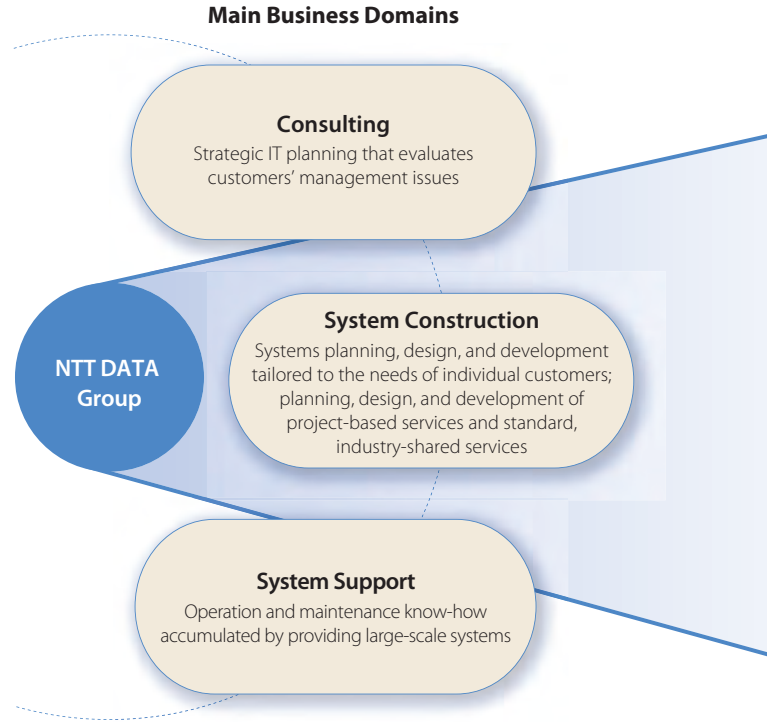 Main Business Domains
Consulting
Strategic IT planning that evaluates
customers’ management issues
NTT DATA
Group
System Construction
Systems planning, design, and development
tailored to the needs of individual customers;
planning, design, and development of
project-based services and standard,
industry-shared services
System Support
Operation and maintenance know-how
accumulated by providing large-scale systems